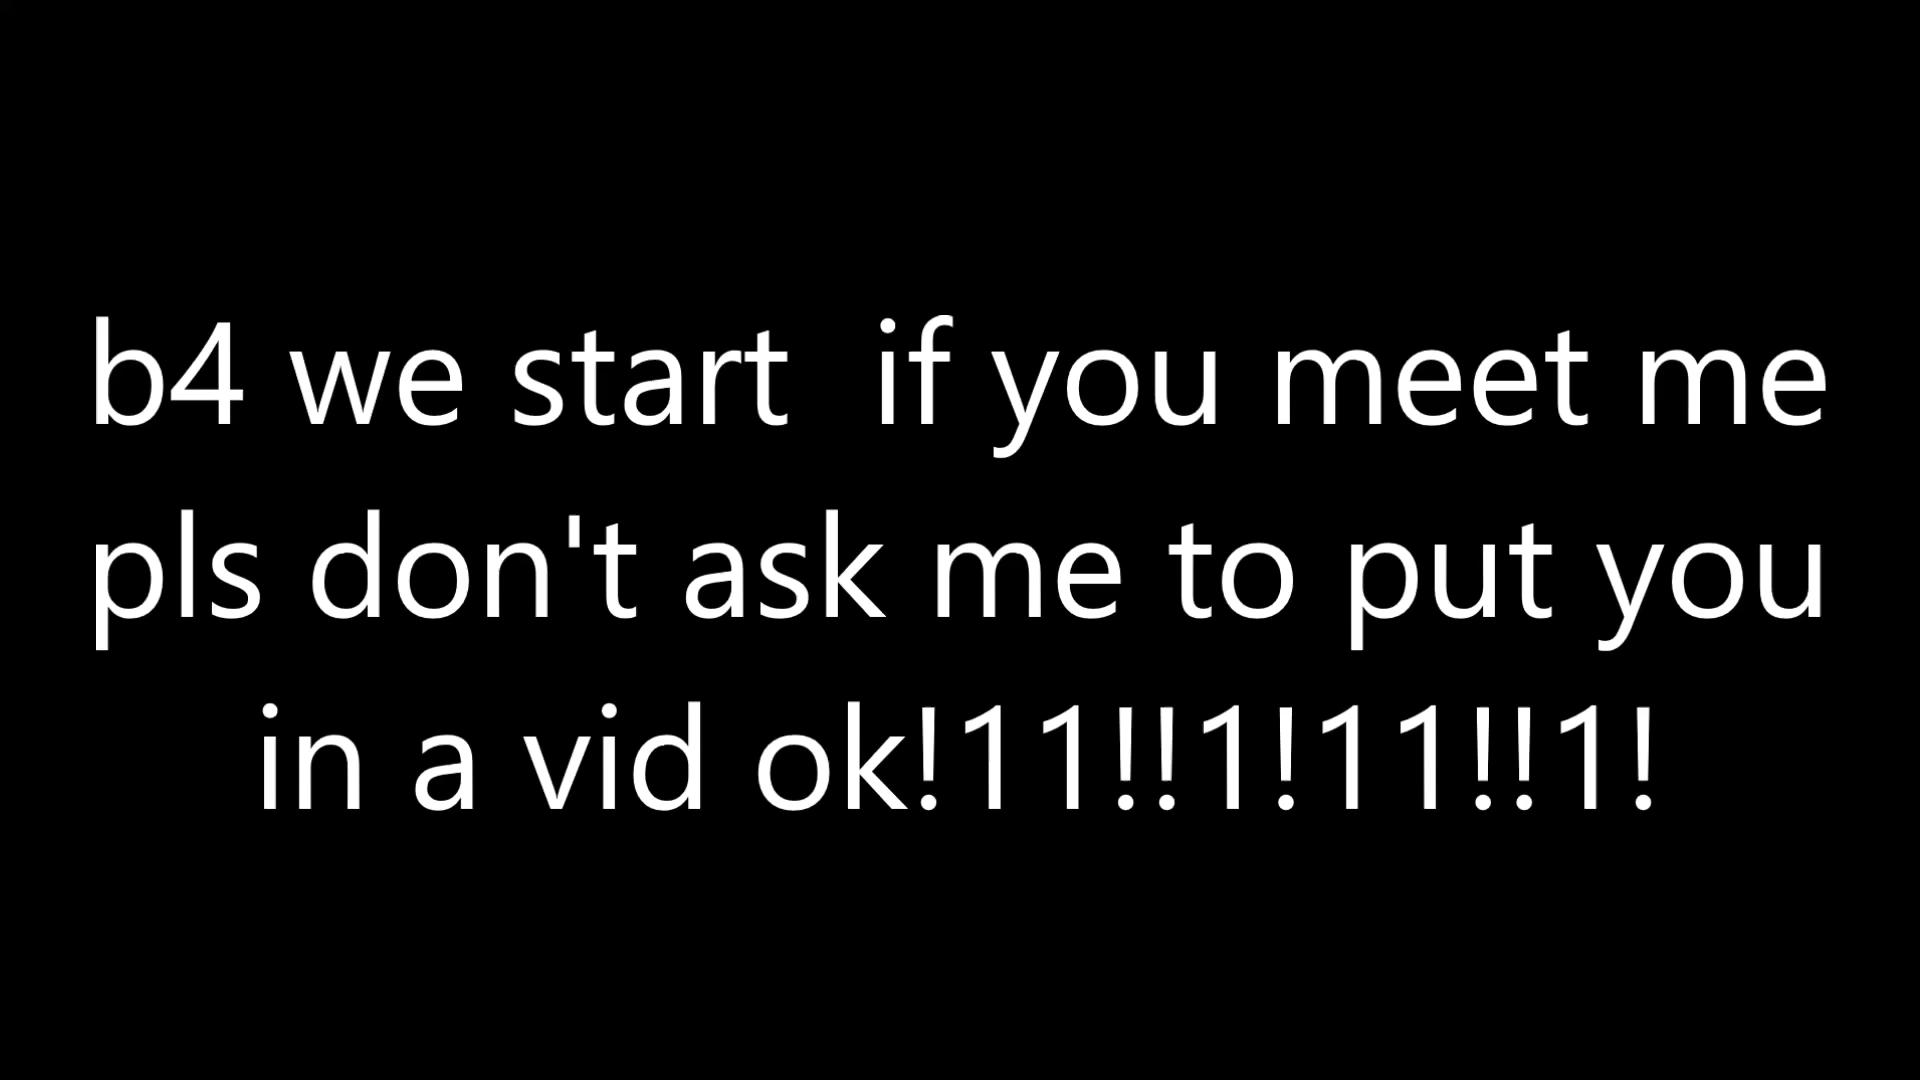 b4 we start  if you meet me
pls don't ask me to put you
in a vid ok!11!!1!11!!1!